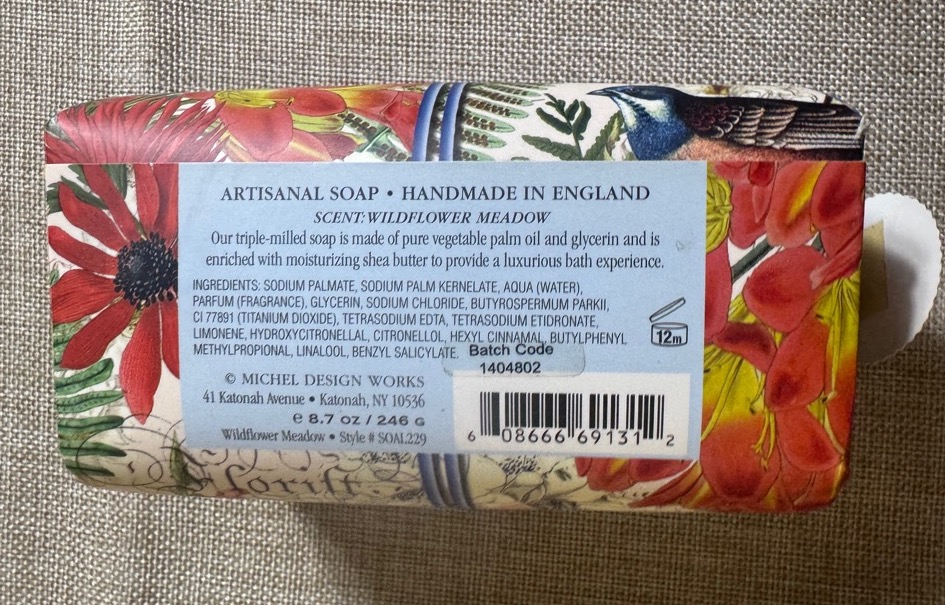 ARTISANAL SOAP • HANDMADE IN ENGLAND
SCENT: WILDFLOWER MEADOW
Our triple-milled soap is made of pure vegetable palm oil and glycerin and is
enriched with moisturizing shea butter to provide a luxurious bath experience.
INGREDIENTS: SODIUM PALMATE, SODIUM PALM KERNELATE, AQUA (WATER),
PARFUM (FRAGRANCE), GLYCERIN, SODIUM CHLORIDE, BUTYROSPERMUM PARKII,
CI 77891 (TITANIUM DIOXIDE), TETRASODIUM EDTA, TETRASODIUM ETIDRONATE,
LIMONENE, HYDROXYCITRONELLAL, CITRONELLOL, HEXYL CINNAMAL, BUTYLPHENYL
METHYLPROPIONAL, LINALOOL, BENZYL SALICYLATE.
12m
Batch Code
1404802
© MICHEL DESIGN WORKS
41 Katonah Avenue • Katonah, NY 10536
e 8.7 oz / 246 G
Wildflower Meadow • Style # SOAL229
6 08666 69131 2